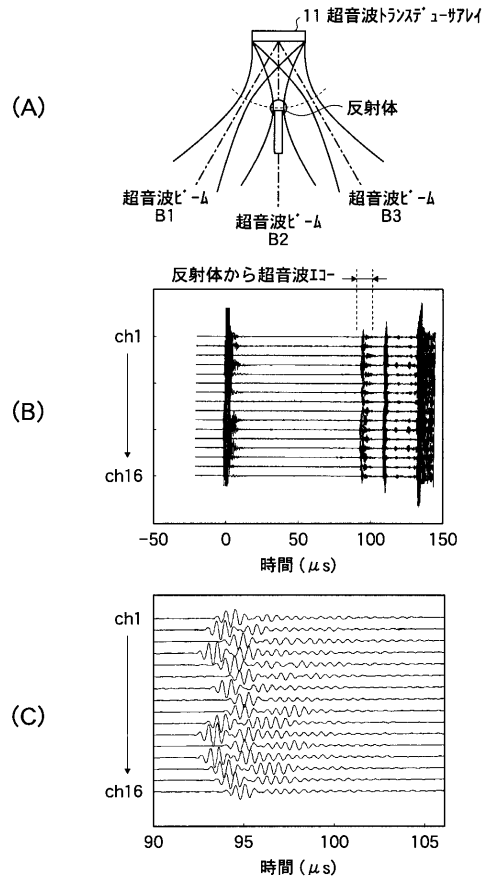 11 超音波ﾄﾗﾝｽﾃﾞｭｰｻｱﾚｲ
(A)
反射体
超音波ﾋﾞｰﾑ
B1
超音波ﾋﾞｰﾑ
B2
超音波ﾋﾞｰﾑ
B3
反射体から超音波ｴｺｰ
(B)
ch1
ch16
-50 0 50 100 150
時間(μs)
(C)
ch1
ch16
90 95 100 105
時間(μs)